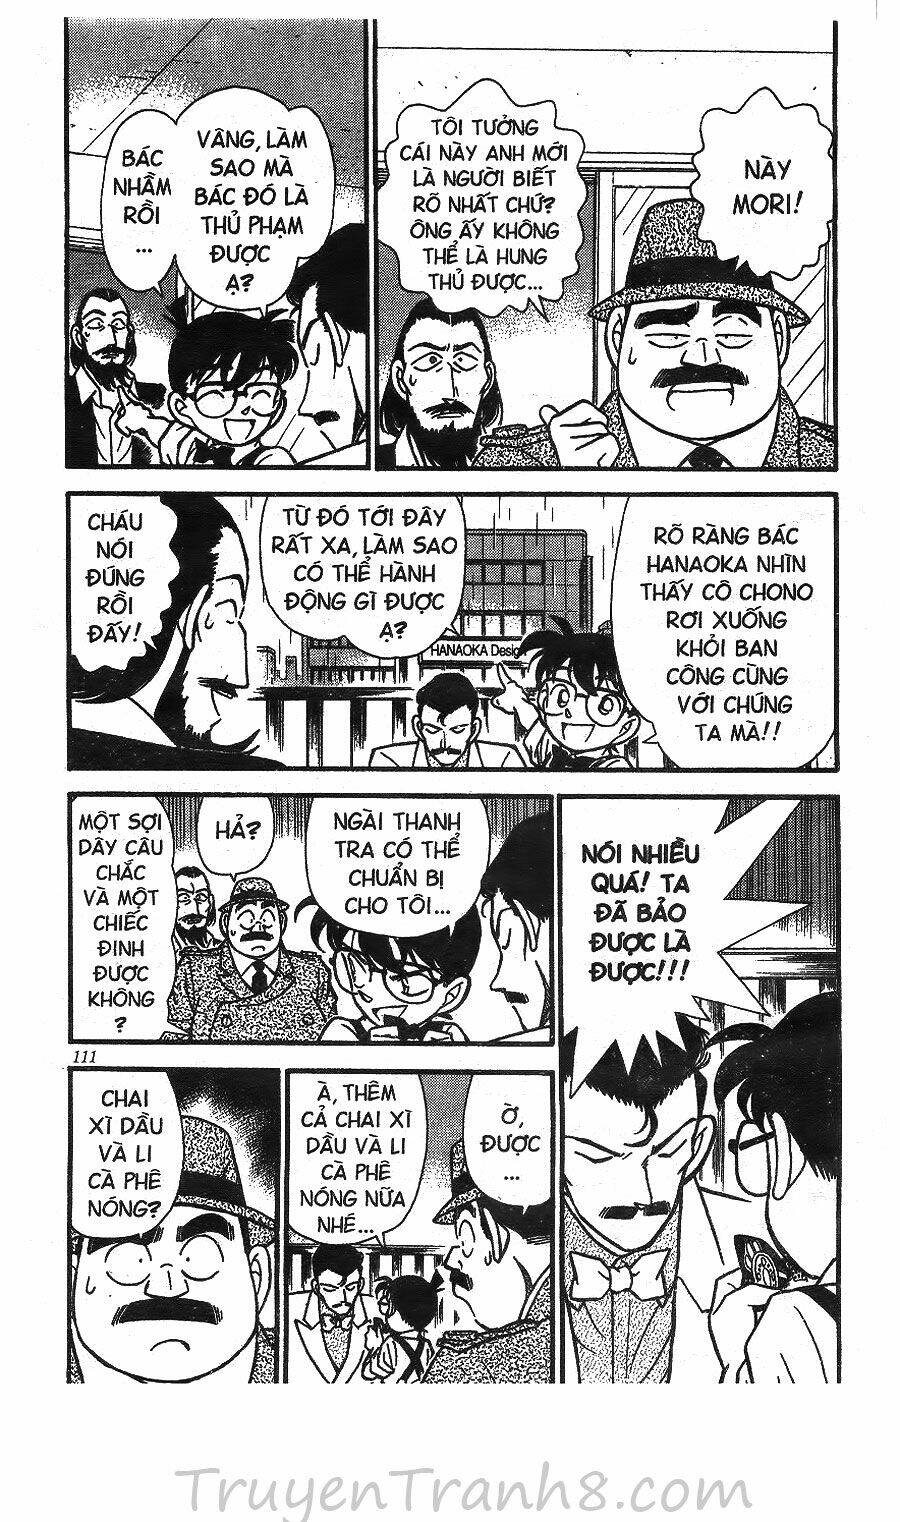 NÀY
MORI!
TÔI TƯỞNG
CÁI NÀY ANH MỚI
LÀ NGƯỜI BIẾT
RÕ NHẤT CHỨ?
ÔNG ẤY KHÔNG
THỂ LÀ HUNG
THỦ ĐƯỢC...
VÂNG, LÀM
SAO MÀ
BÁC ĐÓ LÀ
THỦ PHẠM
ĐƯỢC
Ạ?
BÁC
NHẦM
RỒI
...
RÕ RÀNG BÁC
HANAOKA NHÌN
THẤY CÔ CHONO
RƠI XUỐNG
KHỎI BAN
CÔNG CÙNG
VỚI CHÚNG
TA MÀ!!
TỪ ĐÓ TỚI ĐÂY
RẤT XA, LÀM SAO
CÓ THỂ HÀNH
ĐỘNG GÌ ĐƯỢC
Ạ?
HANAOKA Design
CHÁU
NÓI
ĐÚNG
RỒI
ĐẤY!
NÓI NHIỀU
QUÁ! TA
ĐÃ BẢO
ĐƯỢC LÀ
ĐƯỢC!!!
NGÀI THANH
TRA CÓ THỂ
CHUẨN BỊ
CHO TÔI...
HẢ?
MỘT SỢI
DÂY CÂU
CHẮC
VÀ MỘT
CHIẾC
ĐINH
ĐƯỢC
KHÔNG
?
111
Ờ,
ĐƯỢC
...
À, THÊM
CẢ CHAI XÌ
DẦU VÀ LI
CÀ PHÊ
NÓNG NỮA
NHÉ...
CHAI
XÌ DẦU
VÀ LI
CÀ PHÊ
NÓNG?
TruyenTranh8.com